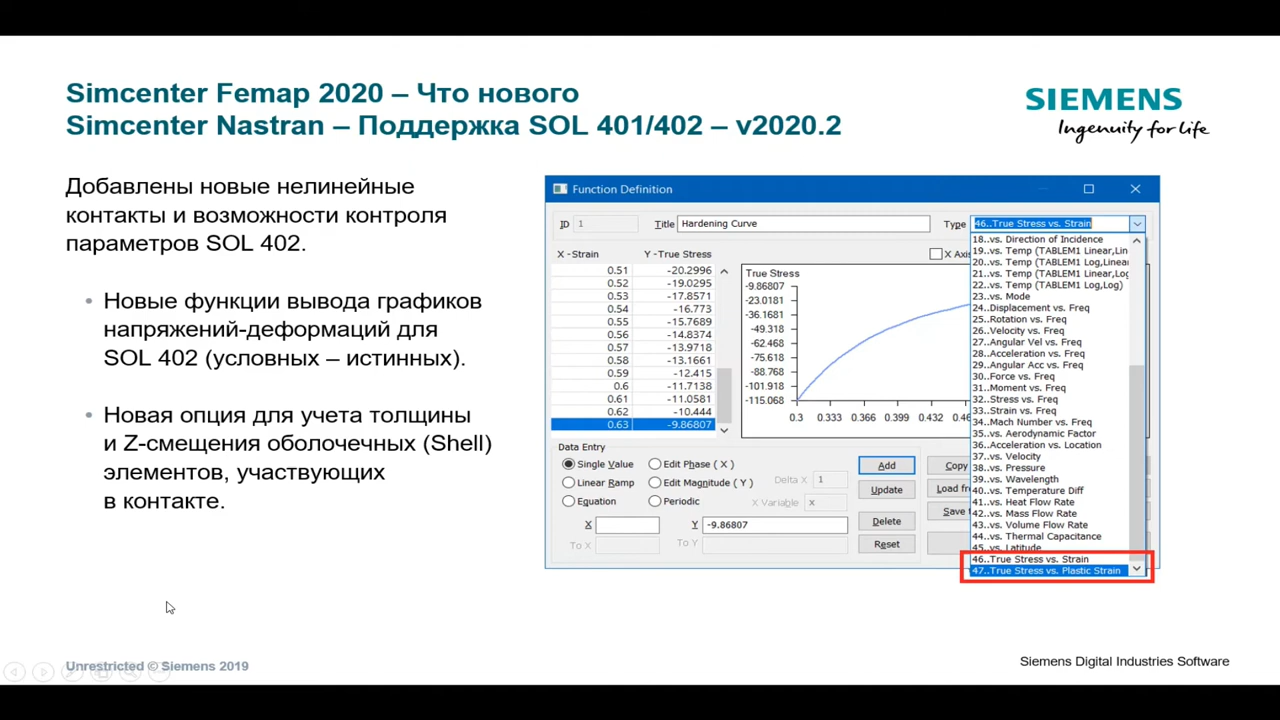 Simcenter Femap 2020 – Что нового
Simcenter Nastran – Поддержка SOL 401/402 – v2020.2
SIEMENS
Ingenuity for life
Добавлены новые нелинейные
контакты и возможности контроля
параметров SOL 402.
• Новые функции вывода графиков
напряжений-деформаций для
SOL 402 (условных – истинных).
• Новая опция для учета толщины
и Z-смещения оболочечных (Shell)
элементов, участвующих
в контакте.
Function Definition
ID 1 Title Hardening Curve Type 46..True Stress vs. Strain
X - Strain Y - True Stress
0.51 -20.2996
0.52 -19.0295
0.53 -17.8571
0.54 -16.773
0.55 -15.7689
0.56 -14.8374
0.57 -13.9718
0.58 -13.1661
0.59 -12.415
0.6 -11.7138
0.61 -11.0581
0.62 -10.444
0.63 -9.86807
X Axis
True Stress
-9.86807
-23.0181
-36.1681
-49.318
-62.468
-75.618
-88.768
-101.918
-115.068
0.3 0.333 0.366 0.399 0.432 0.46
18..vs. Direction of Incidence
19..vs. Temp (TABLEM1 Linear,Lin
20..vs. Temp (TABLEM1 Log,Linear
21..vs. Temp (TABLEM1 Linear,Log
22..vs. Temp (TABLEM1 Log,Log)
23..vs. Mode
24..Displacement vs. Freq
25..Rotation vs. Freq
26..Velocity vs. Freq
27..Angular Vel vs. Freq
28..Acceleration vs. Freq
29..Angular Acc vs. Freq
30..Force vs. Freq
31..Moment vs. Freq
32..Stress vs. Freq
33..Strain vs. Freq
34..Mach Number vs. Freq
35..vs. Aerodynamic Factor
36..Acceleration vs. Location
37..vs. Velocity
38..vs. Pressure
39..vs. Wavelength
40..vs. Temperature Diff
41..vs. Heat Flow Rate
42..vs. Mass Flow Rate
43..vs. Volume Flow Rate
44..vs. Thermal Capacitance
45..vs. Latitude
46..True Stress vs. Strain
47..True Stress vs. Plastic Strain
Data Entry
Single Value Edit Phase ( X )
Linear Ramp Edit Magnitude ( Y ) Delta X 1
Equation Periodic X Variable x
X Y -9.86807
To X To Y
Add Copy
Update Load fr
Delete Save t
Reset
Unrestricted © Siemens 2019
Siemens Digital Industries Software